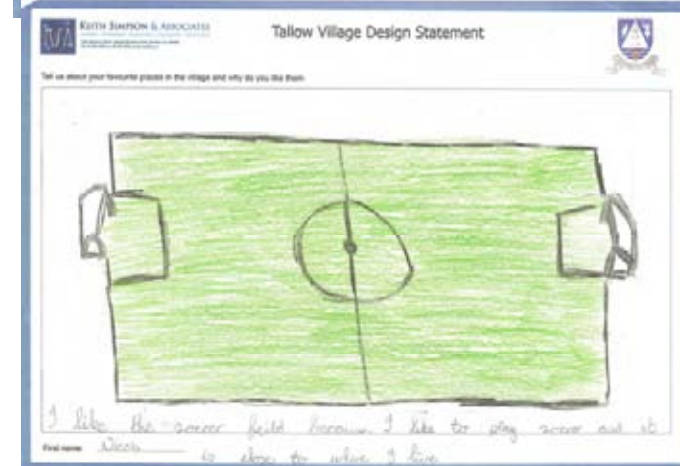 KEITH SIMPSON & ASSOCIATES
Tallow Village Design Statement
Tell us about your favourite places in the village and why do you like them
I like the soccer field because I like to play soccer and it
First name
is close to where I live